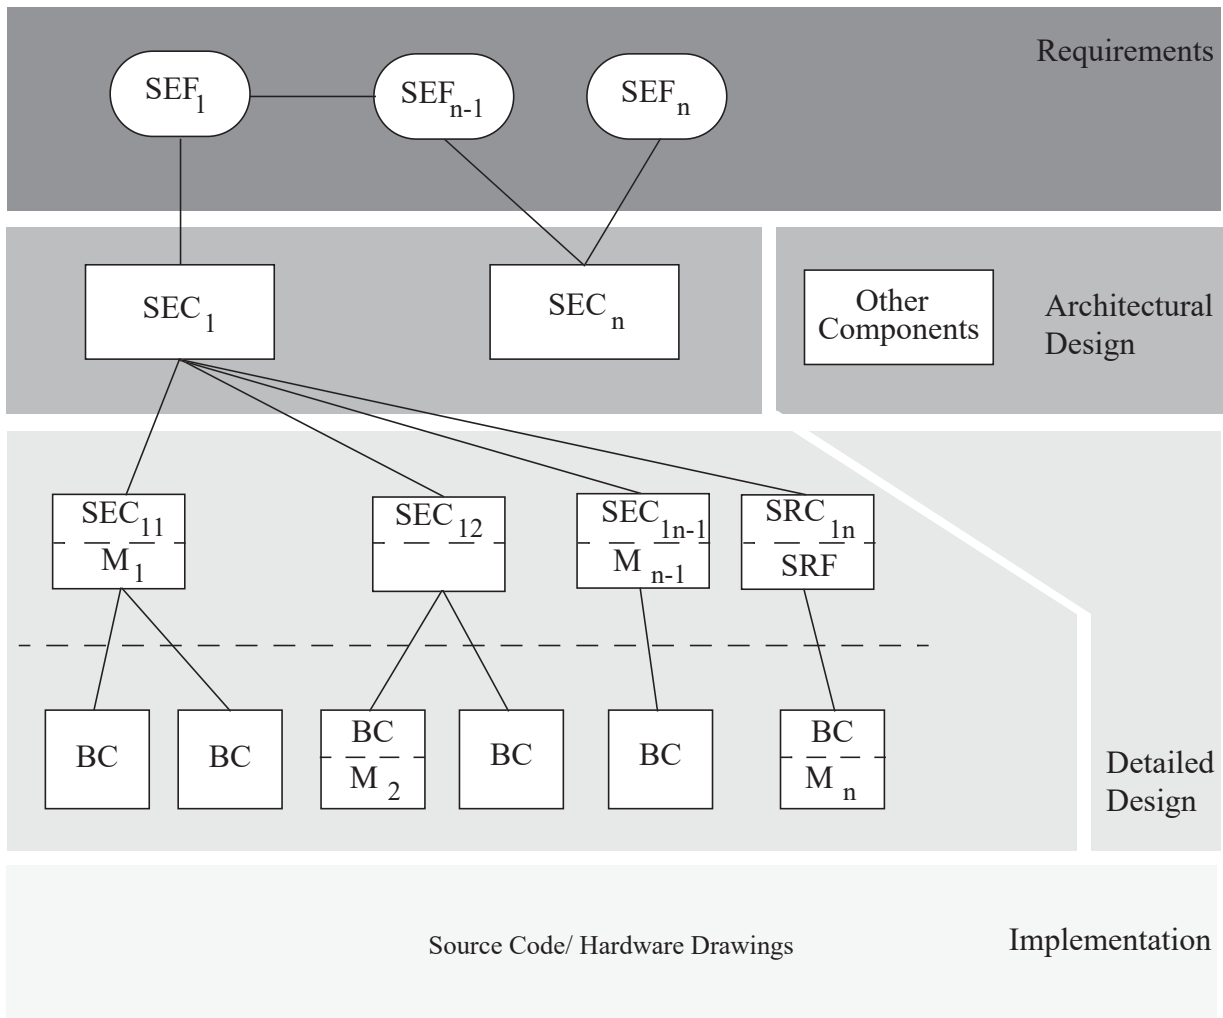 Requirements
SEF1
SEFn-1
SEFn
SEC1
SECn
Other
Components
Architectural
Design
SEC11
M1
SEC12
SEC1n-1
Mn-1
SRC1n
SRF
BC
BC
BC
M2
BC
BC
BC
Mn
Detailed
Design
Source Code/ Hardware Drawings
Implementation